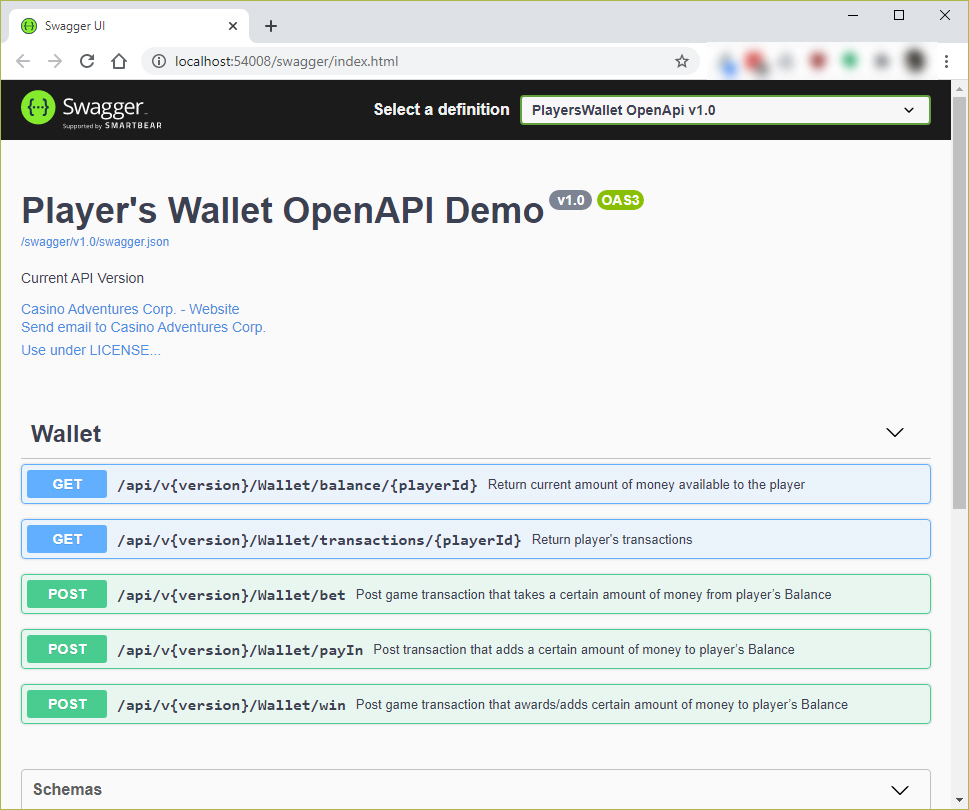 Swagger UI
localhost:54008/swagger/index.html
{...} Swagger
Supported by SMARTBEAR
Select a definition
PlayersWallet OpenApi v1.0
Player's Wallet OpenAPI Demo v1.0 OAS3
/swagger/v1.0/swagger.json
Current API Version
Casino Adventures Corp. - Website
Send email to Casino Adventures Corp.
Use under LICENSE...
Wallet
GET /api/v{version}/Wallet/balance/{playerId} Return current amount of money available to the player
GET /api/v{version}/Wallet/transactions/{playerId} Return player's transactions
POST /api/v{version}/Wallet/bet Post game transaction that takes a certain amount of money from player’s Balance
POST /api/v{version}/Wallet/payIn Post transaction that adds a certain amount of money to player’s Balance
POST /api/v{version}/Wallet/win Post game transaction that awards/adds certain amount of money to player’s Balance
Schemas